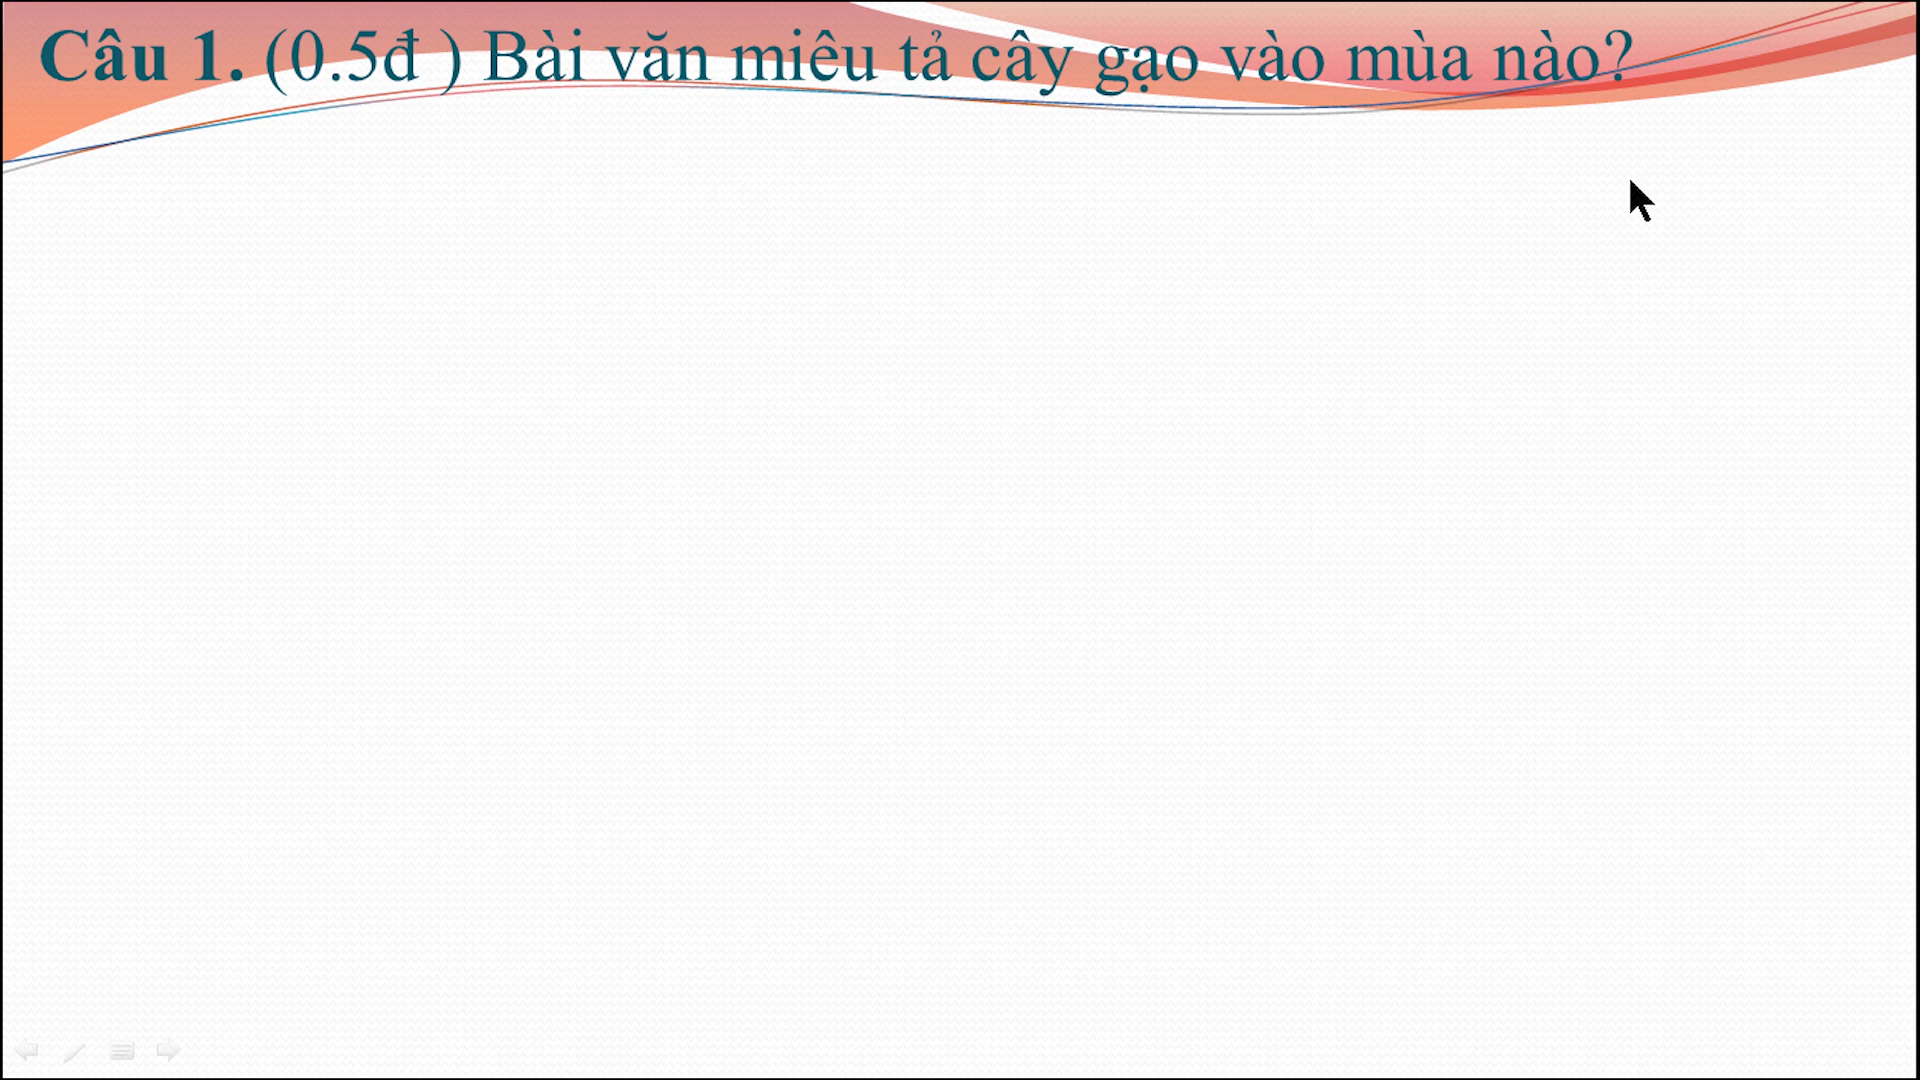 Câu 1. (0.5đ ) Bài văn miêu tả cây gạo vào mùa nào?